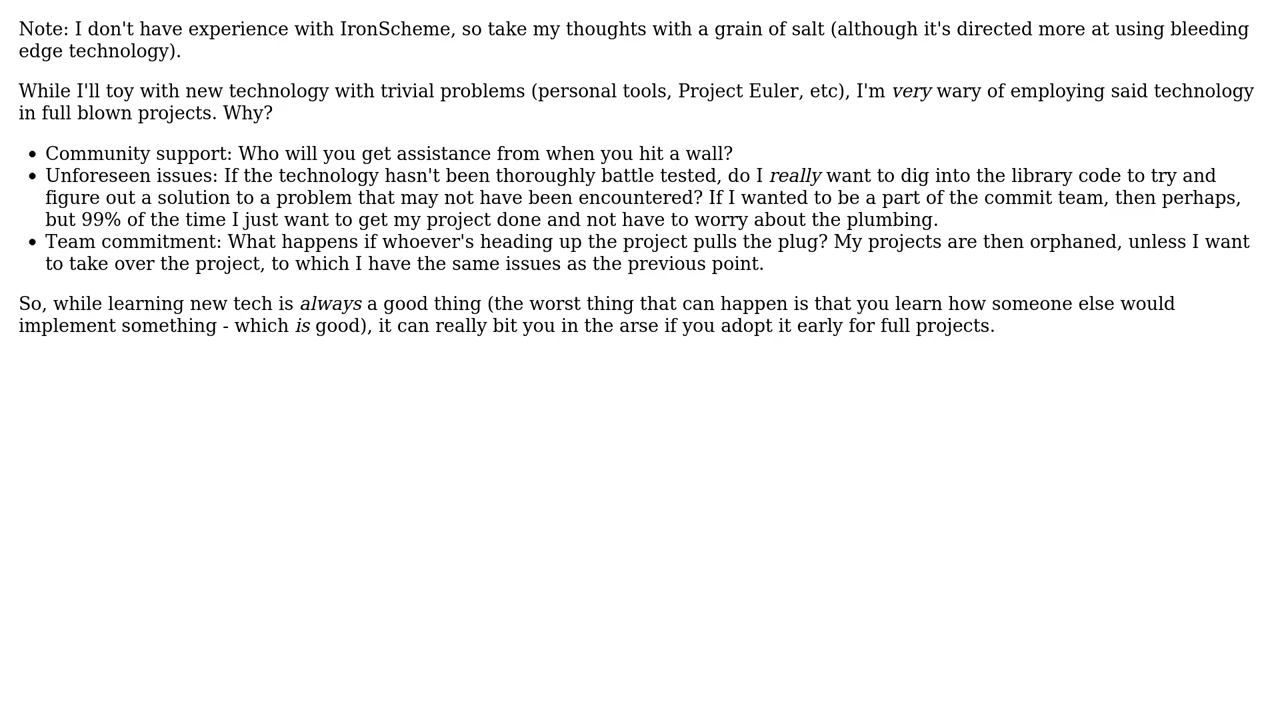 Note: I don't have experience with IronScheme, so take my thoughts with a grain of salt (although it's directed more at using bleeding
edge technology).
While I'll toy with new technology with trivial problems (personal tools, Project Euler, etc), I'm very wary of employing said technology
in full blown projects. Why?
• Community support: Who will you get assistance from when you hit a wall?
• Unforeseen issues: If the technology hasn't been thoroughly battle tested, do I really want to dig into the library code to try and
figure out a solution to a problem that may not have been encountered? If I wanted to be a part of the commit team, then perhaps,
but 99% of the time I just want to get my project done and not have to worry about the plumbing.
• Team commitment: What happens if whoever's heading up the project pulls the plug? My projects are then orphaned, unless I want
to take over the project, to which I have the same issues as the previous point.
So, while learning new tech is always a good thing (the worst thing that can happen is that you learn how someone else would
implement something - which is good), it can really bit you in the arse if you adopt it early for full projects.